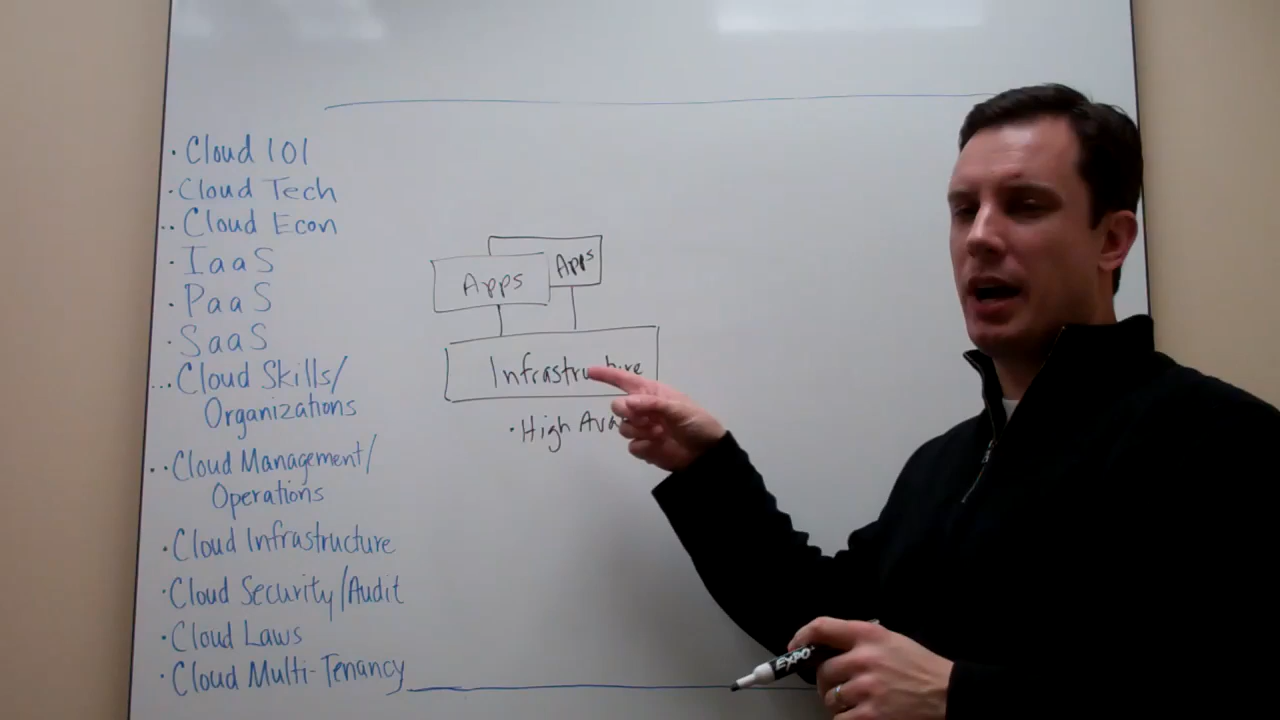 · Cloud 101
· Cloud Tech
·· Cloud Econ
· IaaS
· PaaS
· SaaS
... Cloud Skills/
Organizations
·· Cloud Management/
Operations
· Cloud Infrastructure
· Cloud Security/Audit
· Cloud Laws
· Cloud Multi-Tenancy
Apps
Apps
Infrastructure
· High
EXPO